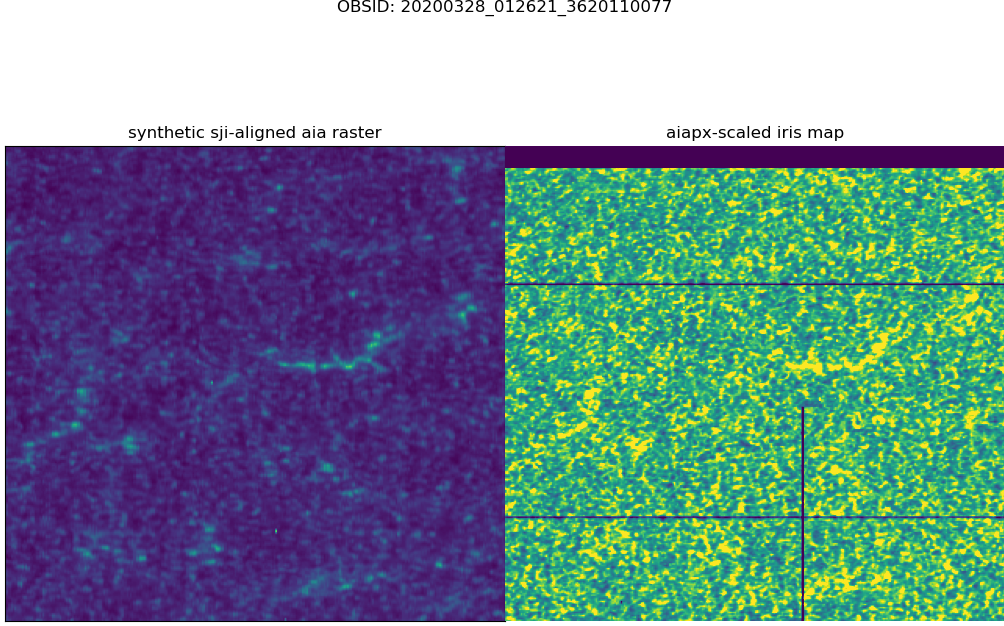 OBSID: 20200328_012621_3620110077
synthetic sji-aligned aia raster
aiapx-scaled iris map